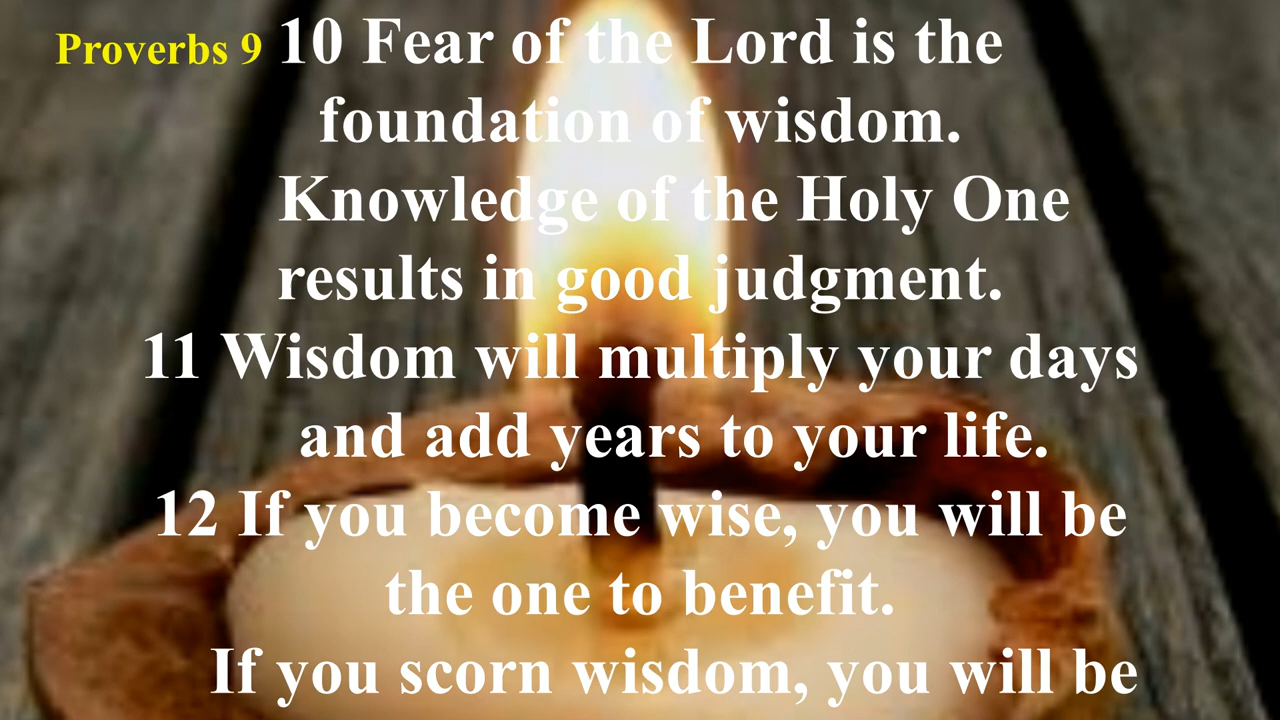 Proverbs 9 10 Fear of the Lord is the
foundation of wisdom.
Knowledge of the Holy One
results in good judgment.
11 Wisdom will multiply your days
and add years to your life.
12 If you become wise, you will be
the one to benefit.
If you scorn wisdom, you will be